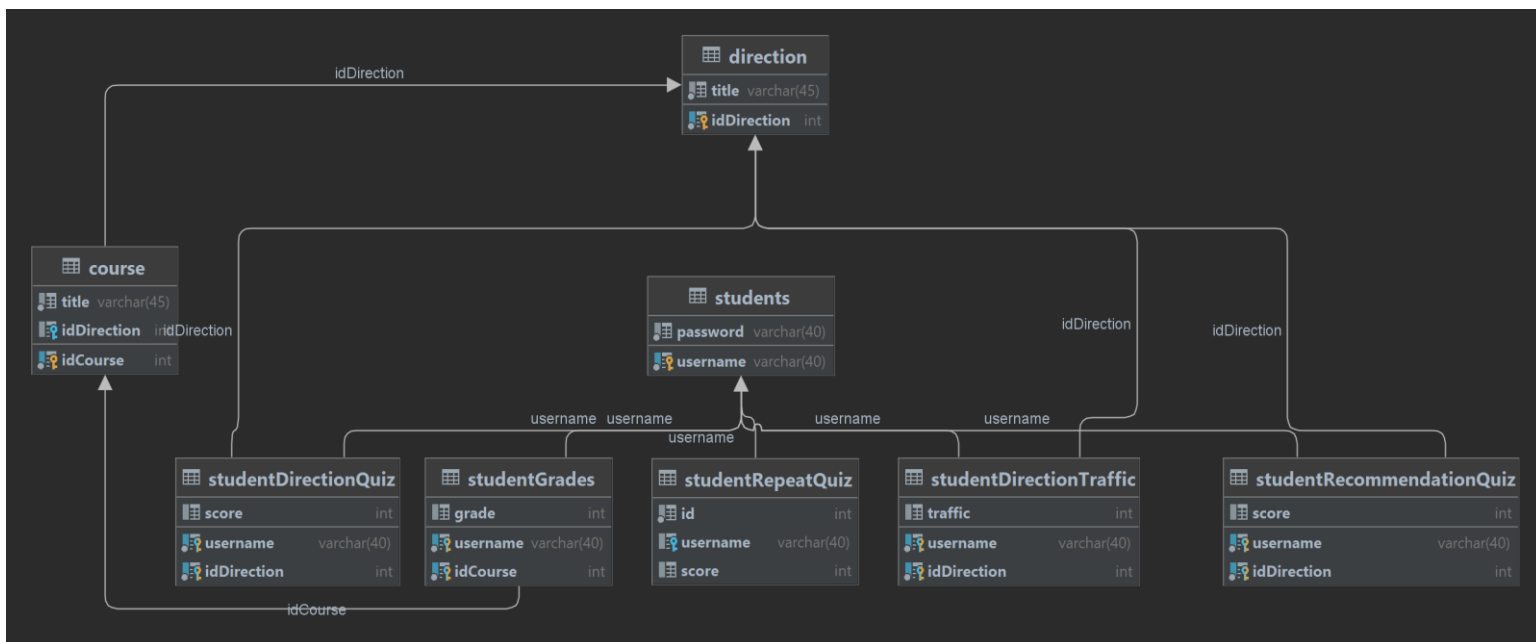 direction
title varchar(45)
idDirection int
idDirection
course
title varchar(45)
idDirection int
idCourse int
idDirection
students
password varchar(40)
username varchar(40)
idDirection
idDirection
username
username
username
username
username
studentDirectionQuiz
score int
username varchar(40)
idDirection int
studentGrades
grade int
username varchar(40)
idCourse int
studentRepeatQuiz
id int
username varchar(40)
score int
studentDirectionTraffic
traffic int
username varchar(40)
idDirection int
studentRecommendationQuiz
score int
username varchar(40)
idDirection int
idCourse